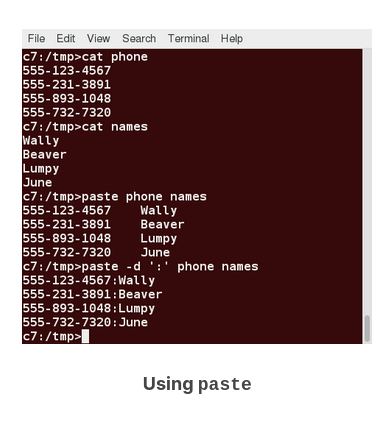 File Edit View Search Terminal Help
c7:/tmp>cat phone
555-123-4567
555-231-3891
555-893-1048
555-732-7320
c7:/tmp>cat names
Wally
Beaver
Lumpy
June
c7:/tmp>paste phone names
555-123-4567    Wally
555-231-3891    Beaver
555-893-1048    Lumpy
555-732-7320    June
c7:/tmp>paste -d ':' phone names
555-123-4567:Wally
555-231-3891:Beaver
555-893-1048:Lumpy
555-732-7320:June
c7:/tmp>
Using paste